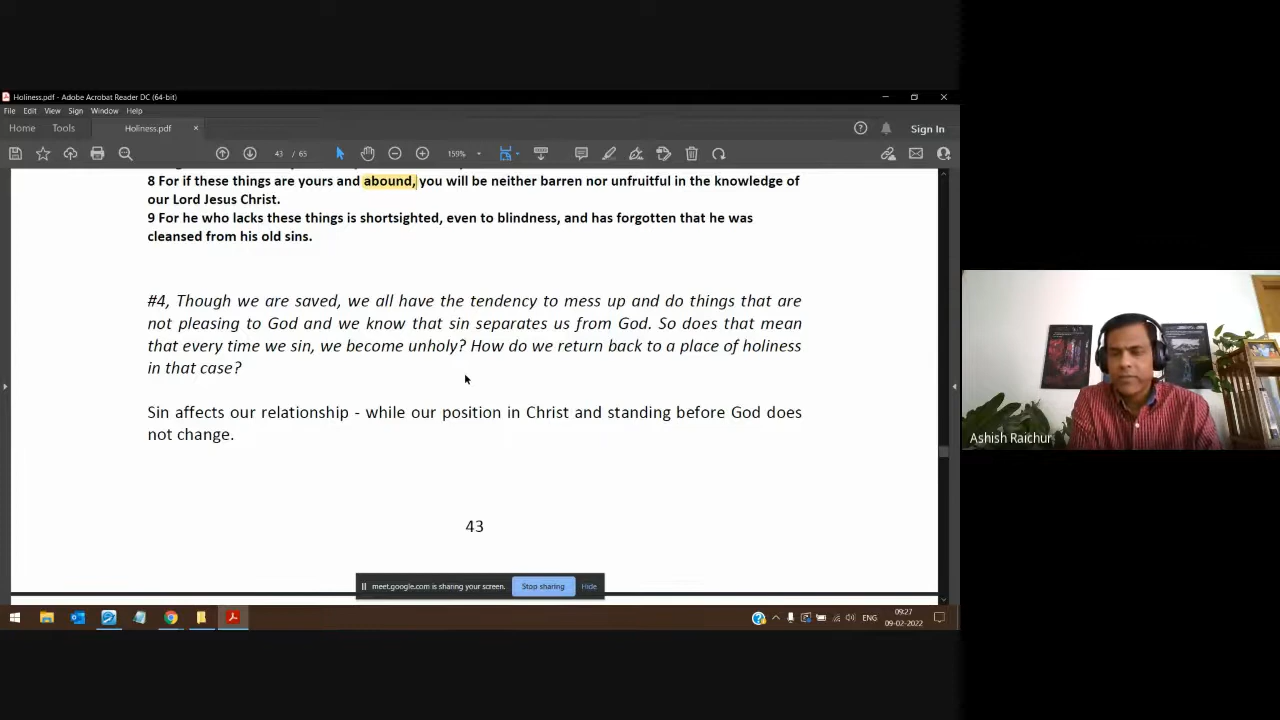 Holiness.pdf - Adobe Acrobat Reader DC (64-bit)
File Edit View Sign Window Help
Home Tools Holiness.pdf × Sign In
43 / 65 159%
8 For if these things are yours and abound, you will be neither barren nor unfruitful in the knowledge of
our Lord Jesus Christ.
9 For he who lacks these things is shortsighted, even to blindness, and has forgotten that he was
cleansed from his old sins.
#4, Though we are saved, we all have the tendency to mess up and do things that are
not pleasing to God and we know that sin separates us from God. So does that mean
that every time we sin, we become unholy? How do we return back to a place of holiness
in that case?
Sin affects our relationship - while our position in Christ and standing before God does
not change.
43
meet.google.com is sharing your screen. Stop sharing Hide
ENG 09:27
09-02-2022
Ashish Raichur